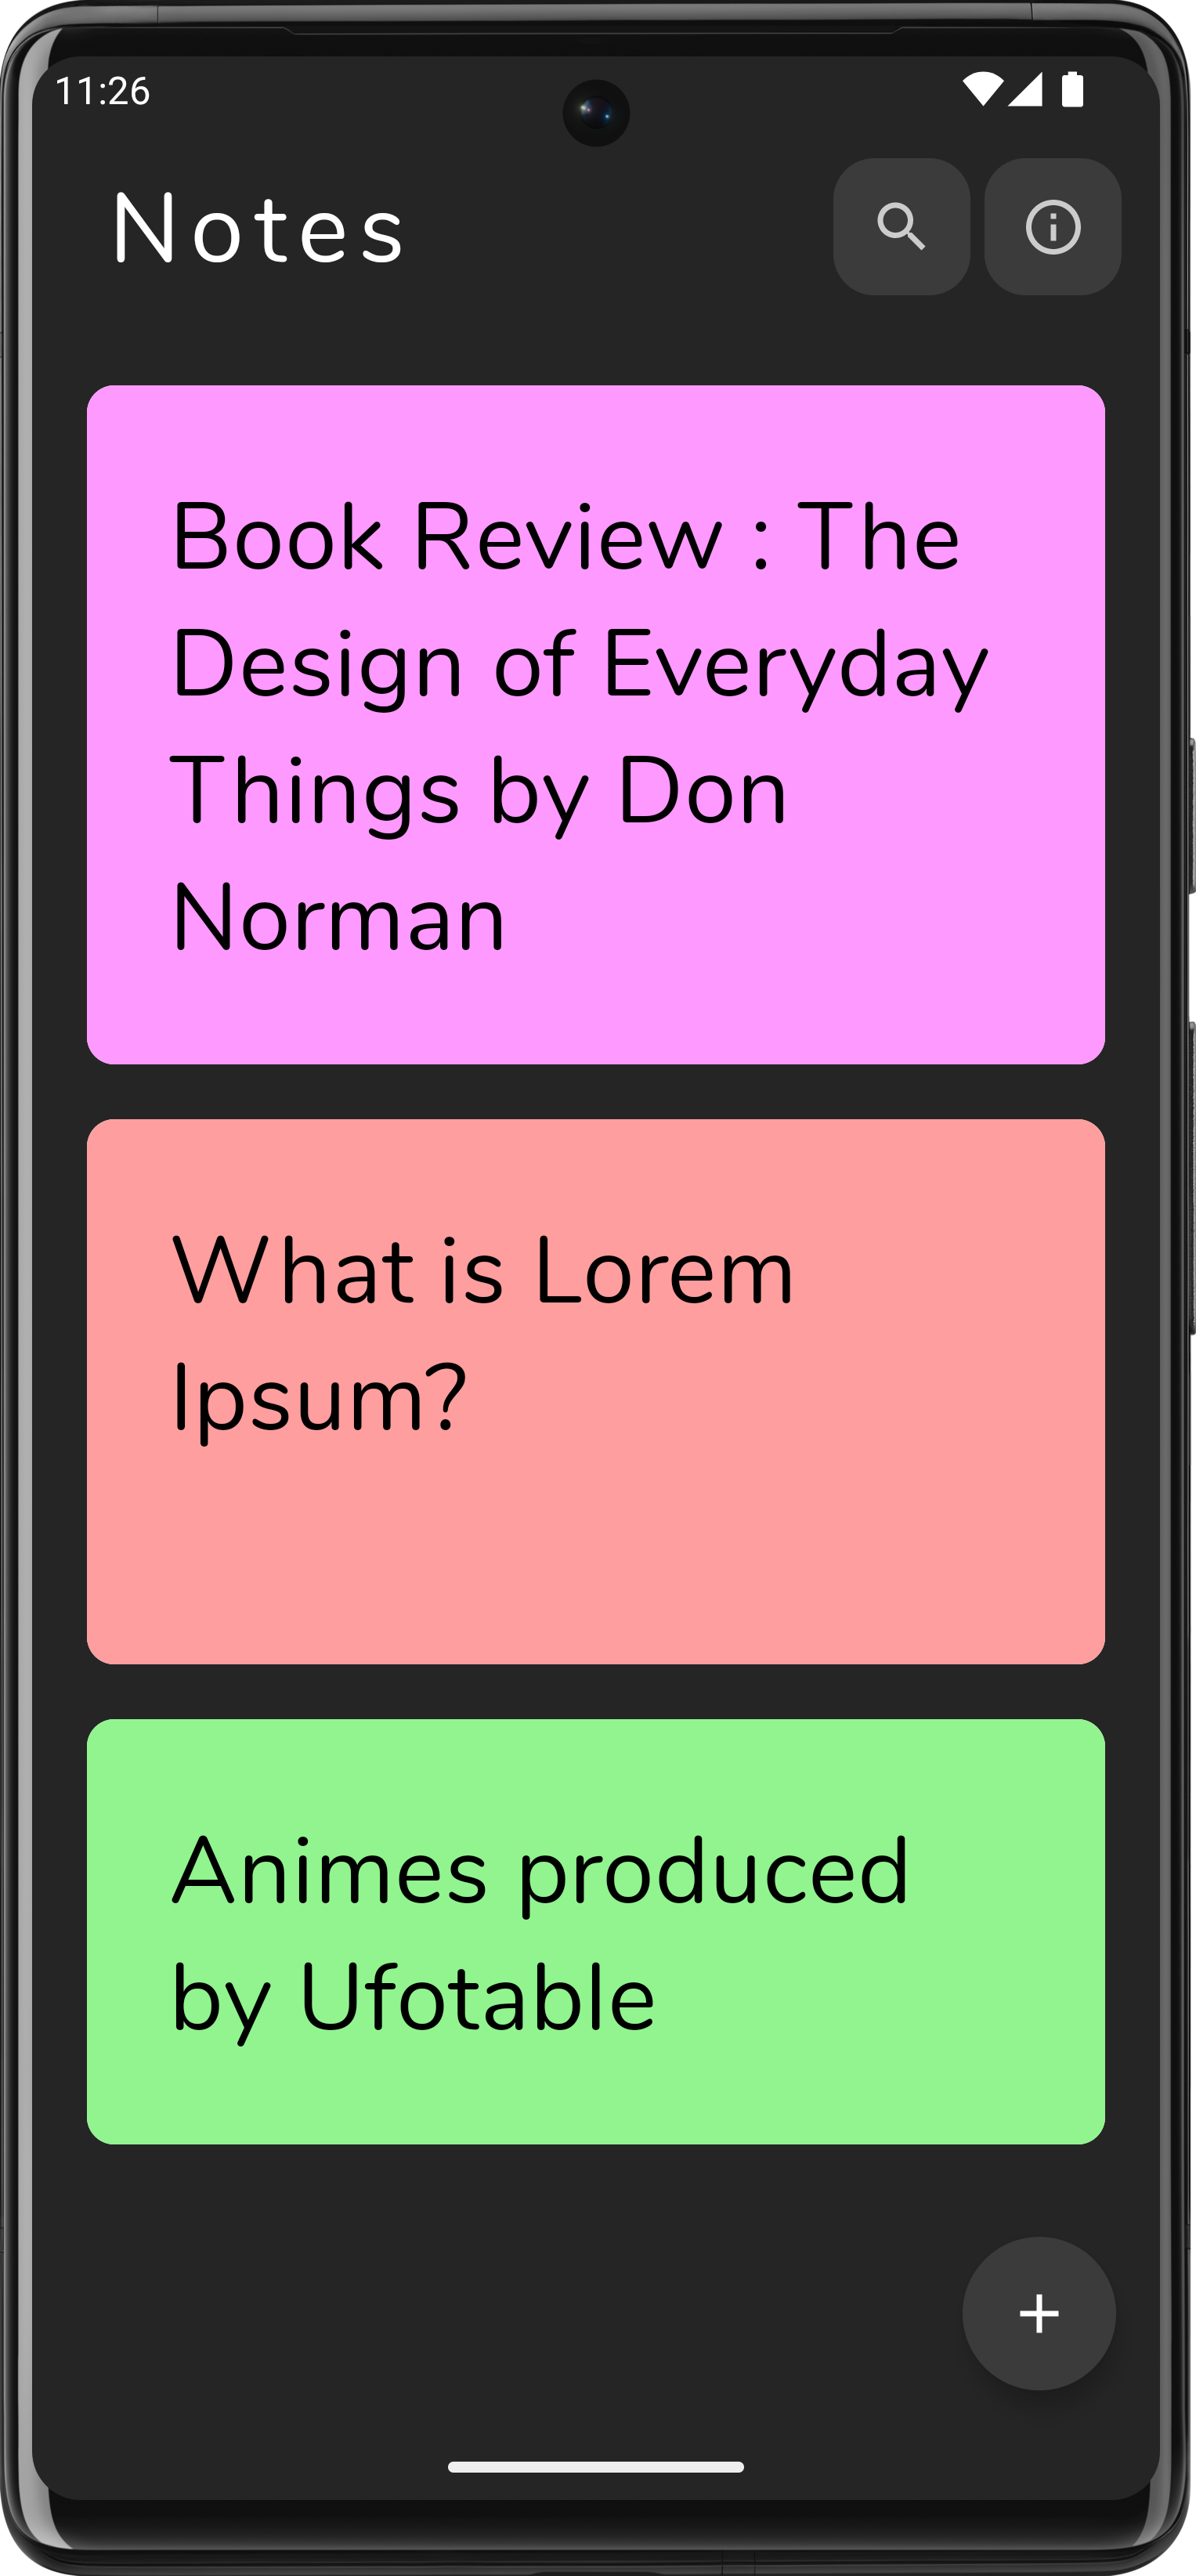 11:26
Notes
Book Review : The
Design of Everyday
Things by Don
Norman
What is Lorem
Ipsum?
Animes produced
by Ufotable